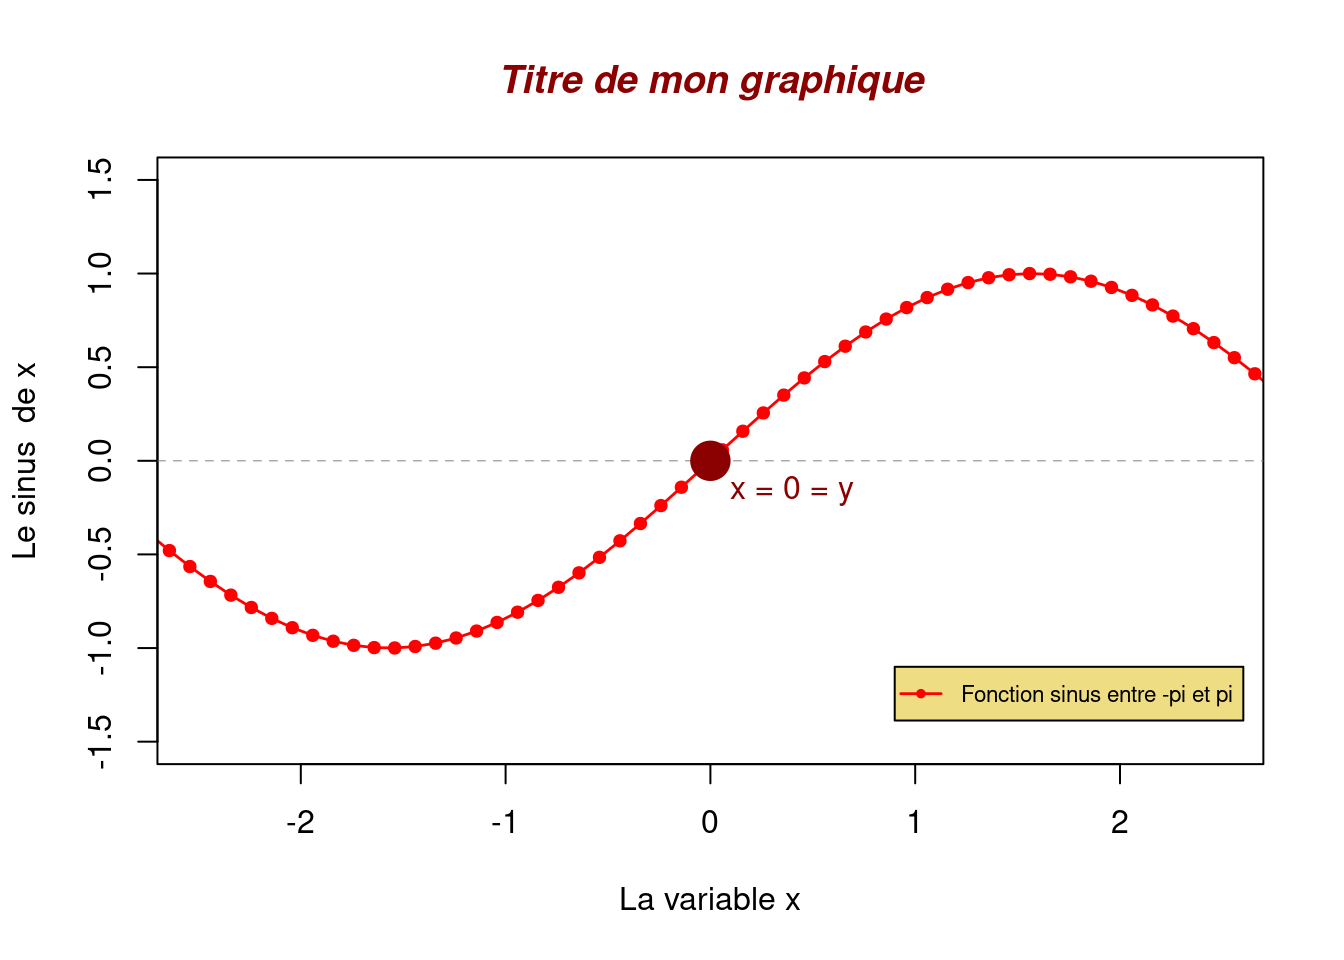 Titre de mon graphique
1.5
1.0
0.5
0.0
-0.5
-1.0
-1.5
Le sinus  de x
x = 0 = y
Fonction sinus entre -pi et pi
-2 -1 0 1 2
La variable x